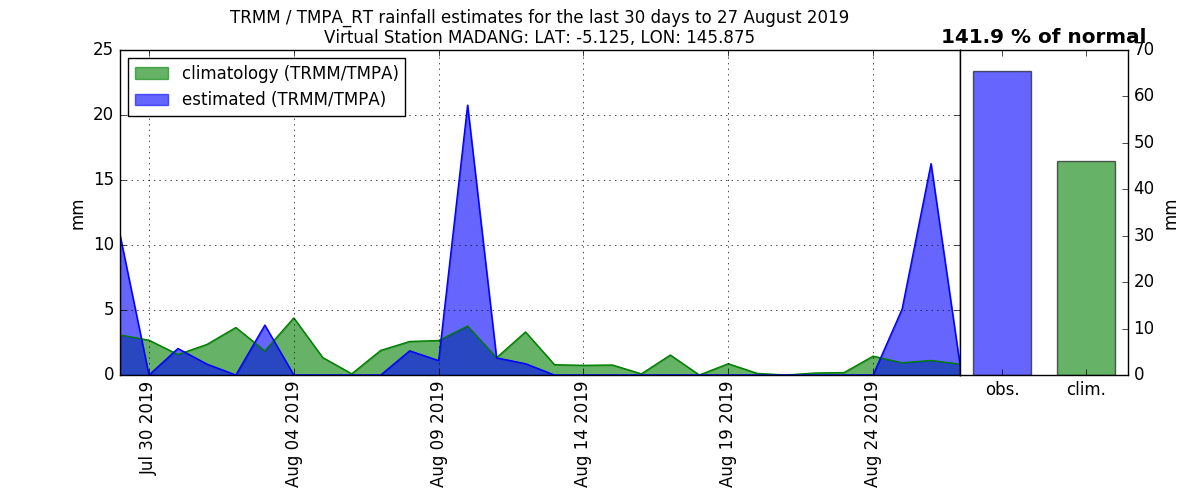 TRMM / TMPA_RT rainfall estimates for the last 30 days to 27 August 2019
Virtual Station MADANG: LAT: -5.125, LON: 145.875
141.9 % of normal
climatology (TRMM/TMPA)
estimated (TRMM/TMPA)
25
20
15
10
5
0
mm
Jul 30 2019
Aug 04 2019
Aug 09 2019
Aug 14 2019
Aug 19 2019
Aug 24 2019
obs.
clim.
70
60
50
40
30
20
10
0
mm